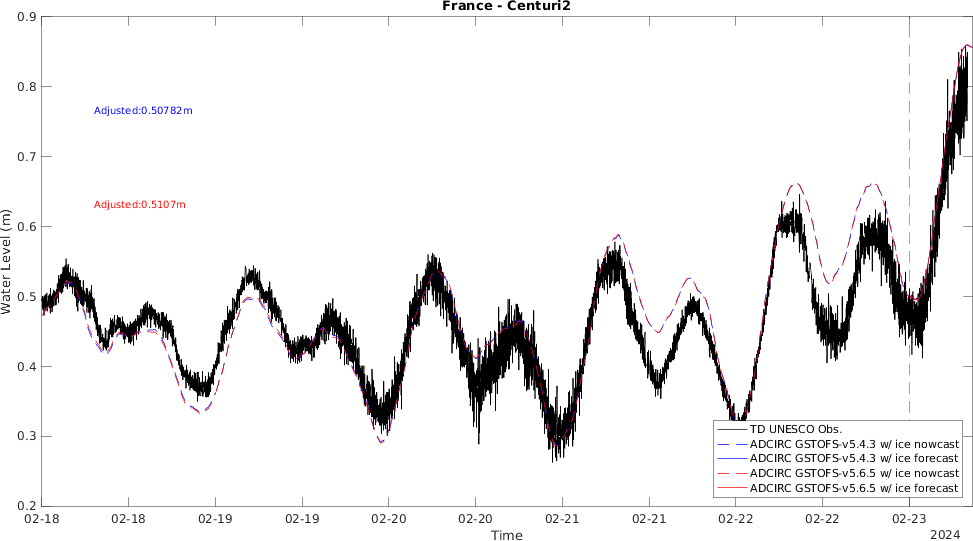 France - Centuri2
0.9
0.8
0.7
0.6
0.5
0.4
0.3
0.2
Water Level (m)
Adjusted:0.50782m
Adjusted:0.5107m
TD UNESCO Obs.
ADCIRC GSTOFS-v5.4.3 w/ ice nowcast
ADCIRC GSTOFS-v5.4.3 w/ ice forecast
ADCIRC GSTOFS-v5.6.5 w/ ice nowcast
ADCIRC GSTOFS-v5.6.5 w/ ice forecast
02-18 02-18 02-19 02-19 02-20 02-20 02-21 02-21 02-22 02-22 02-23
Time
2024